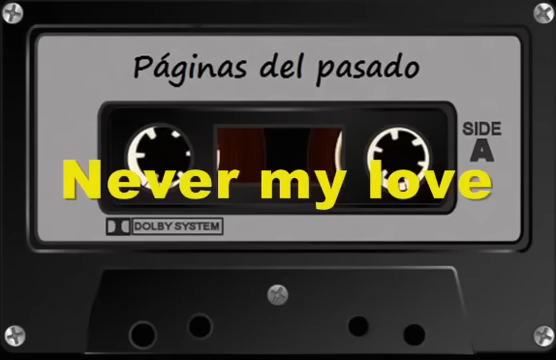 Páginas del pasado
SIDE
A
Never my love
DOLBY SYSTEM